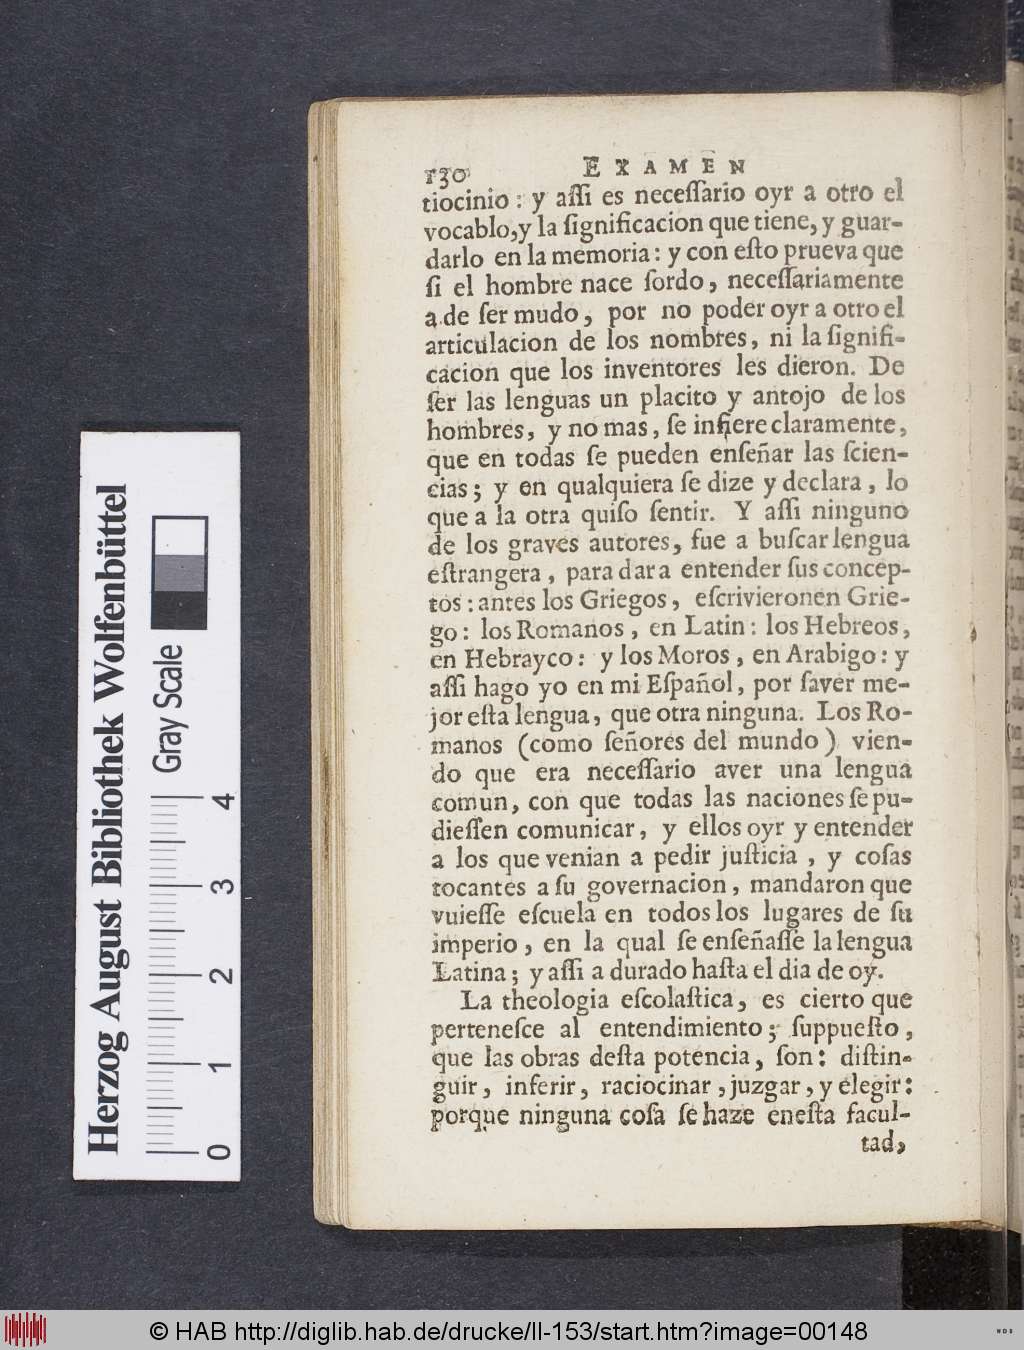 130 EXAMEN
tiocinio: y aſſi es neceſſario oyr a otro el
vocablo,y la ſignificacion que tiene, y guar-
darlo en la memoria: y con eſto prueva que
ſi el hombre nace ſordo, neceſſariamente
a de ſer mudo, por no poder oyr a otro el
articulacion de los nombres, ni la ſignifi-
cacion que los inventores les dieron. De
ſer las lenguas un placito y antojo de los
hombres, y no mas, ſe infiere claramente,
que en todas ſe pueden enſeñar las ſcien-
cias; y en qualquiera ſe dize y declara, lo
que a la otra quiſo ſentir. Y aſſi ninguno
de los graves autores, fue a buſcar lengua
eſtrangera, para dar a entender ſus concep-
tos: antes los Griegos, eſcrivieron en Grie-
go: los Romanos, en Latin: los Hebreos,
en Hebrayco: y los Moros, en Arabigo: y
aſſi hago yo en mi Eſpañol, por ſaver me-
jor eſta lengua, que otra ninguna. Los Ro-
manos (como ſeñores del mundo) vien-
do que era neceſſario aver una lengua
comun, con que todas las naciones ſe pu-
dieſſen comunicar, y ellos oyr y entender
a los que venian a pedir juſticia, y coſas
tocantes a ſu governacion, mandaron que
vuieſſe eſcuela en todos los lugares de ſu
imperio, en la qual ſe enſeñaſſe la lengua
Latina; y aſſi a durado haſta el dia de oy.
La theologia eſcolaſtica, es cierto que
perteneſce al entendimiento; ſuppueſto,
que las obras deſta potencia, ſon: diſtin-
guir, inferir, raciocinar, juzgar, y elegir:
porque ninguna coſa ſe haze eneſta facul-
tad,
Herzog August Bibliothek Wolfenbüttel
Gray Scale
0 1 2 3 4
© HAB http://diglib.hab.de/drucke/ll-153/start.htm?image=00148